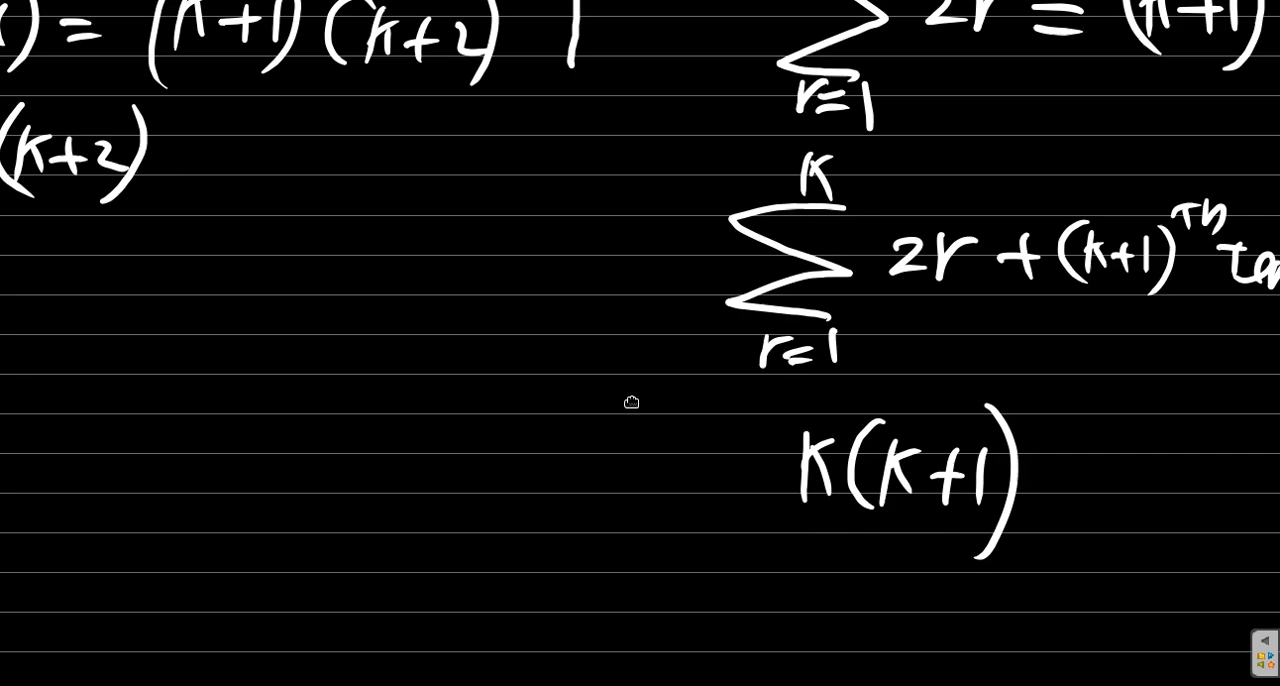 ) = (k+1)(k+2)
(k+2)
∑ 2r = (k+1)
r=1
k
∑ 2r + (k+1)^Th
r=1
k(k+1)